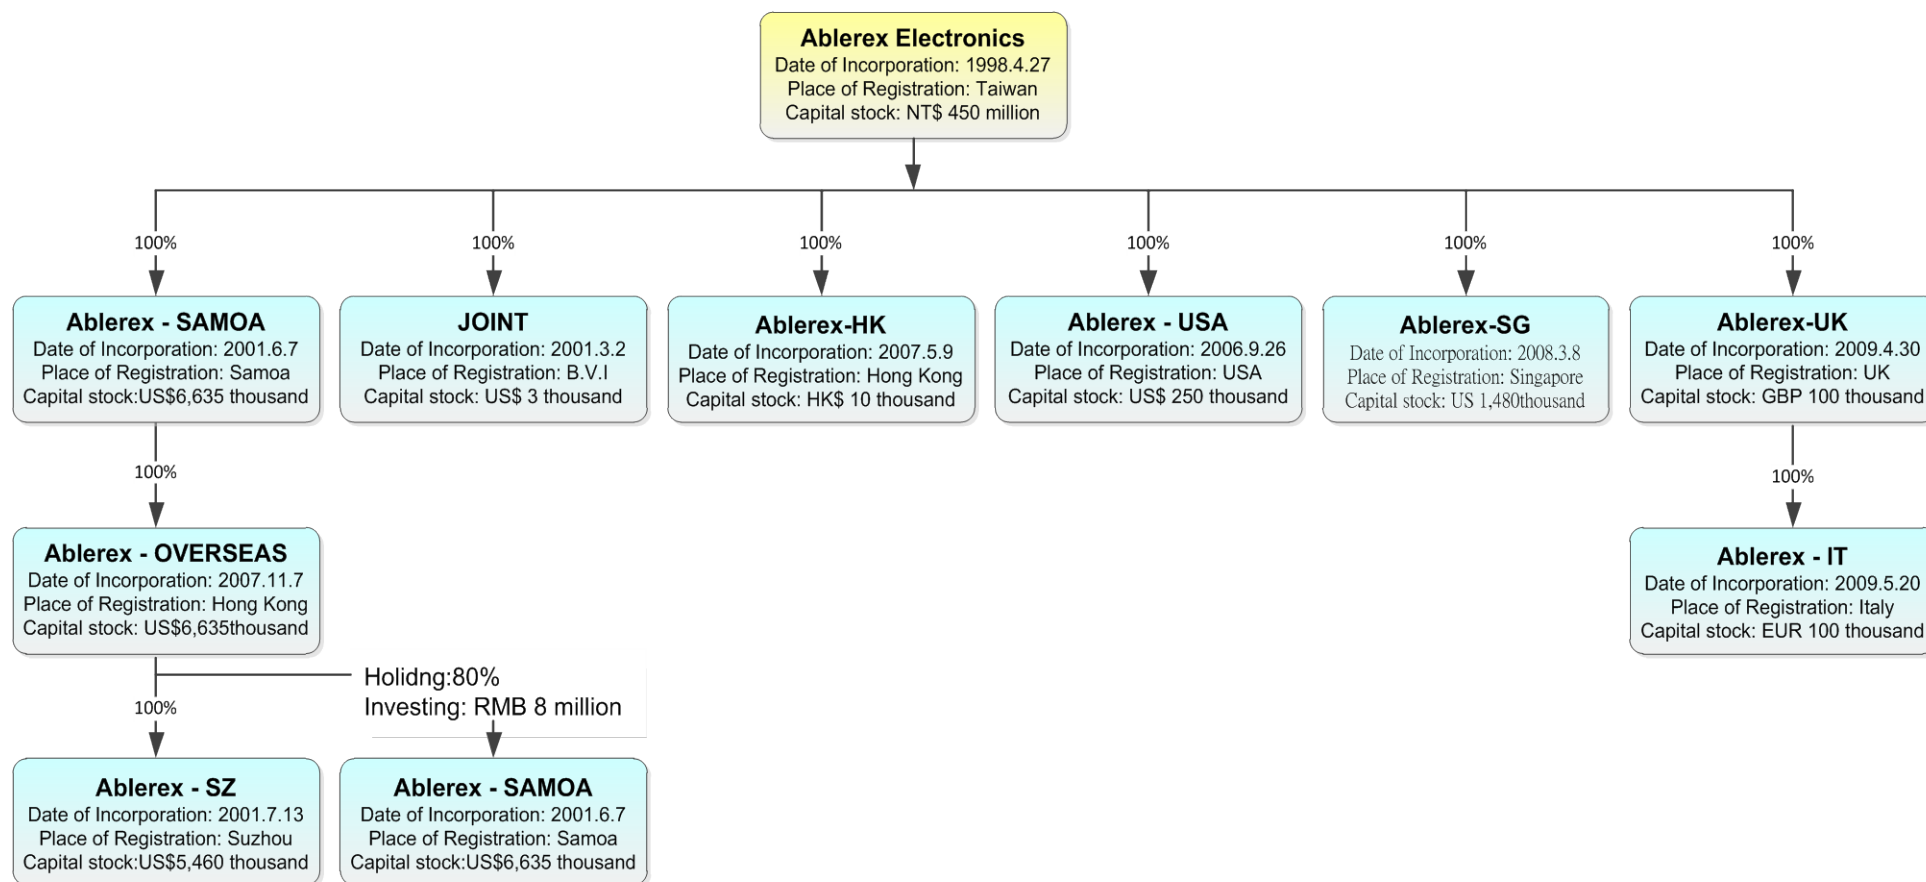 Ablerex Electronics
Date of Incorporation: 1998.4.27
Place of Registration: Taiwan
Capital stock: NT$ 450 million
100%
100%
100%
100%
100%
100%
Ablerex - SAMOA
Date of Incorporation: 2001.6.7
Place of Registration: Samoa
Capital stock:US$6,635 thousand
JOINT
Date of Incorporation: 2001.3.2
Place of Registration: B.V.I
Capital stock: US$ 3 thousand
Ablerex-HK
Date of Incorporation: 2007.5.9
Place of Registration: Hong Kong
Capital stock: HK$ 10 thousand
Ablerex - USA
Date of Incorporation: 2006.9.26
Place of Registration: USA
Capital stock: US$ 250 thousand
Ablerex-SG
Date of Incorporation: 2008.3.8
Place of Registration: Singapore
Capital stock: US 1,480thousand
Ablerex-UK
Date of Incorporation: 2009.4.30
Place of Registration: UK
Capital stock: GBP 100 thousand
100%
100%
Ablerex - OVERSEAS
Date of Incorporation: 2007.11.7
Place of Registration: Hong Kong
Capital stock: US$6,635thousand
Ablerex - IT
Date of Incorporation: 2009.5.20
Place of Registration: Italy
Capital stock: EUR 100 thousand
Holidng:80%
Investing: RMB 8 million
100%
Ablerex - SZ
Date of Incorporation: 2001.7.13
Place of Registration: Suzhou
Capital stock:US$5,460 thousand
Ablerex - SAMOA
Date of Incorporation: 2001.6.7
Place of Registration: Samoa
Capital stock:US$6,635 thousand